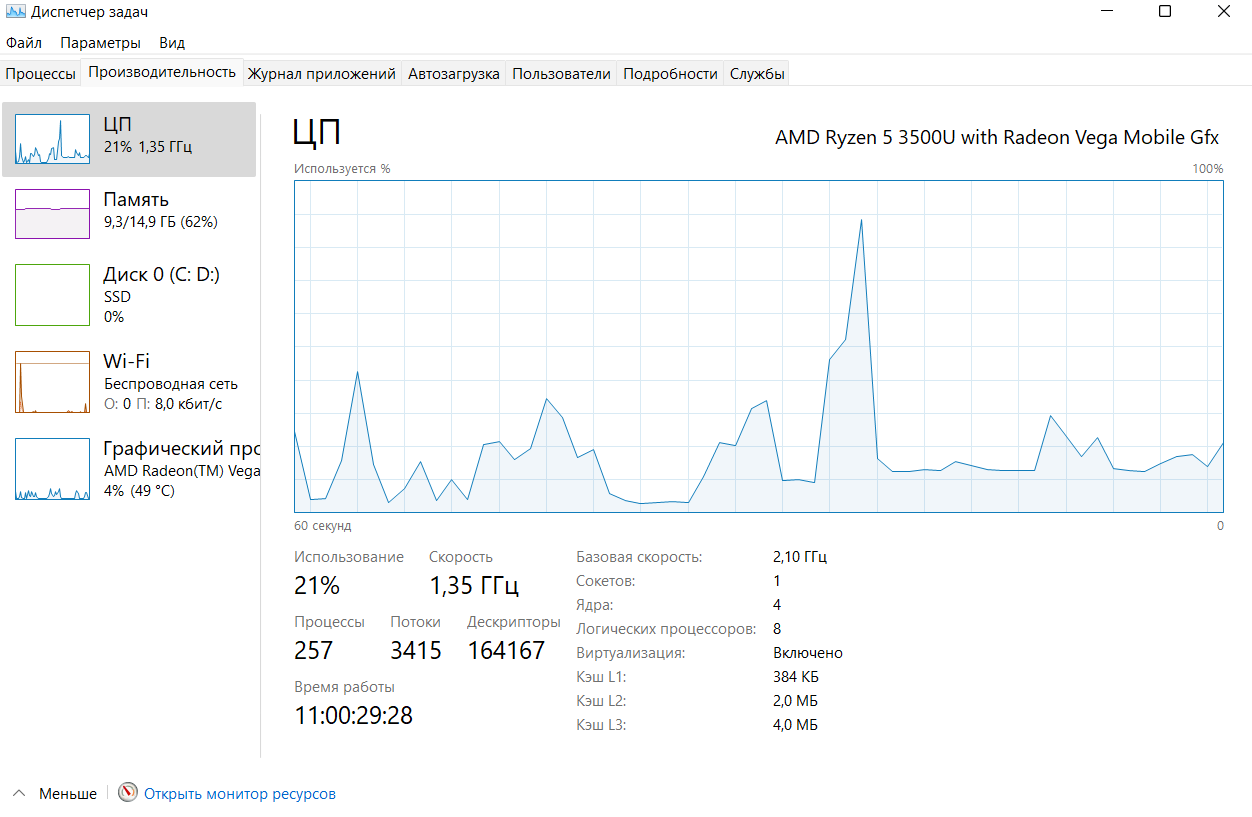 Диспетчер задач
Файл Параметры Вид
Процессы Производительность Журнал приложений Автозагрузка Пользователи Подробности Службы
ЦП
21% 1,35 ГГц
Память
9,3/14,9 ГБ (62%)
Диск 0 (C: D:)
SSD
0%
Wi-Fi
Беспроводная сеть
О: 0 П: 8,0 кбит/с
Графический прс
AMD Radeon(TM) Vega
4% (49 °C)
ЦП
AMD Ryzen 5 3500U with Radeon Vega Mobile Gfx
Используется % 100%
60 секунд 0
Использование Скорость
21% 1,35 ГГц
Процессы Потоки Дескрипторы
257 3415 164167
Время работы
11:00:29:28
Базовая скорость: 2,10 ГГц
Сокетов: 1
Ядра: 4
Логических процессоров: 8
Виртуализация: Включено
Кэш L1: 384 КБ
Кэш L2: 2,0 МБ
Кэш L3: 4,0 МБ
Меньше Открыть монитор ресурсов